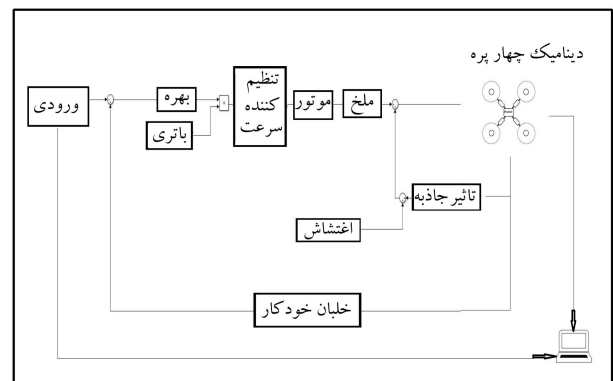 دینامیک چهار پره
ورودی
بهره
باتری
تنظیم
کننده
سرعت
موتور
ملخ
تاثیر جاذبه
اغتشاش
خلبان خودکار